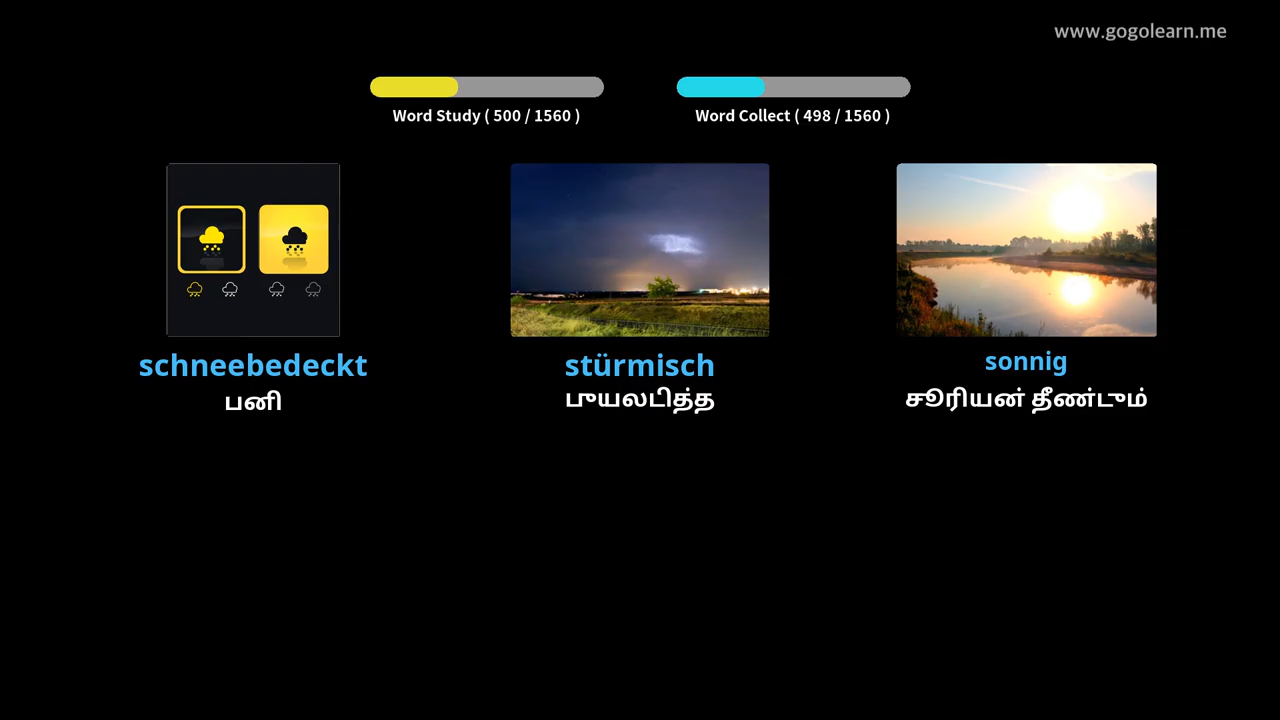 www.gogolearn.me
Word Study ( 500 / 1560 )
Word Collect ( 498 / 1560 )
schneebedeckt
பனி
stürmisch
புயலடித்த
sonnig
சூரியன் தீண்டும்